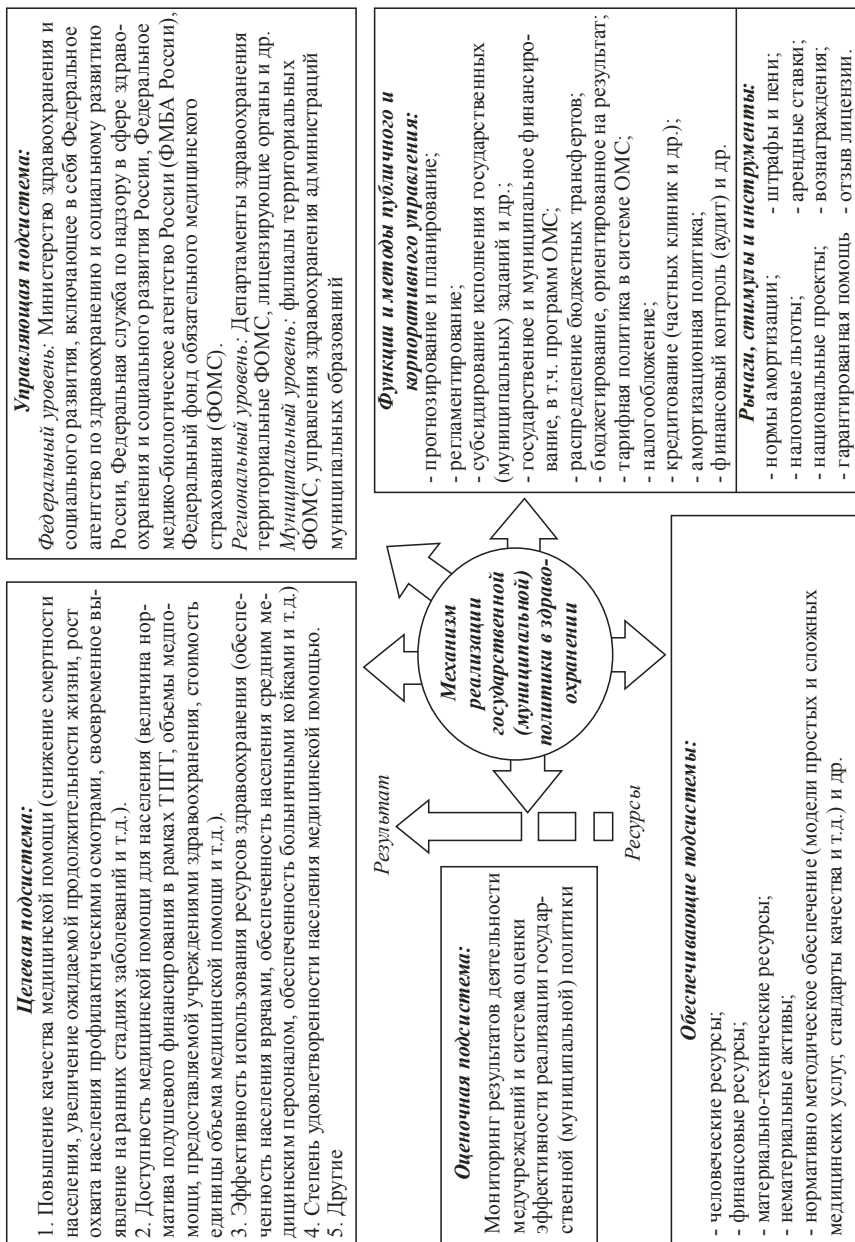 Целевая подсистема:
1. Повышение качества медицинской помощи (снижение смертности
населения, увеличение ожидаемой продолжительности жизни, рост
охвата населения профилактическими осмотрами, своевременное вы-
явление на ранних стадиях заболеваний и т.д.).
2. Доступность медицинской помощи для населения (величина нор-
матива подушевого финансирования в рамках ТПГГ, объемы медпо-
мощи, предоставляемой учреждениями здравоохранения, стоимость
единицы объема медицинской помощи и т.д.).
3. Эффективность использования ресурсов здравоохранения (обеспе-
ченность населения врачами, обеспеченность населения средним ме-
дицинским персоналом, обеспеченность больничными койками и т.д.)
4. Степень удовлетворенности населения медицинской помощью.
5. Другие
Управляющая подсистема:
Федеральный уровень: Министерство здравоохранения и
социального развития, включающее в себя Федеральное
агентство по здравоохранению и социальному развитию
России, Федеральная служба по надзору в сфере здраво-
охранения и социального развития России, Федеральное
медико-биологическое агентство России (ФМБА России),
Федеральный фонд обязательного медицинского
страхования (ФОМС).
Региональный уровень: Департаменты здравоохранения
территориальные ФОМС, лицензирующие органы и др.
Муниципальный уровень: филиалы территориальных
ФОМС, управления здравоохранения администраций
муниципальных образований
Оценочная подсистема:
Мониторинг результатов деятельности
медучреждений и система оценки
эффективности реализации государ-
ственной (муниципальной) политики
Результат
Ресурсы
Механизм
реализации
государственной
(муниципальной)
политики в здраво-
охранении
Функции и методы публичного и
корпоративного управления:
- прогнозирование и планирование;
- регламентирование;
- субсидирование исполнения государственных
(муниципальных) заданий и др.;
- государственное и муниципальное финансиро-
вание, в т.ч. программ ОМС;
- распределение бюджетных трансфертов;
- бюджетирование, ориентированное на результат;
- тарифная политика в системе ОМС;
- налогообложение;
- кредитование (частных клиник и др.);
- амортизационная политика;
- финансовый контроль (аудит) и др.
Рычаги, стимулы и инструменты:
- нормы амортизации; - штрафы и пени;
- налоговые льготы; - арендные ставки;
- национальные проекты; - вознаграждения;
- гарантированная помощь - отзыв лицензии.
Обеспечивающие подсистемы:
- человеческие ресурсы;
- финансовые ресурсы;
- материально-технические ресурсы;
- нематериальные активы;
- нормативно методическое обеспечение (модели простых и сложных
медицинских услуг, стандарты качества и т.д.) и др.